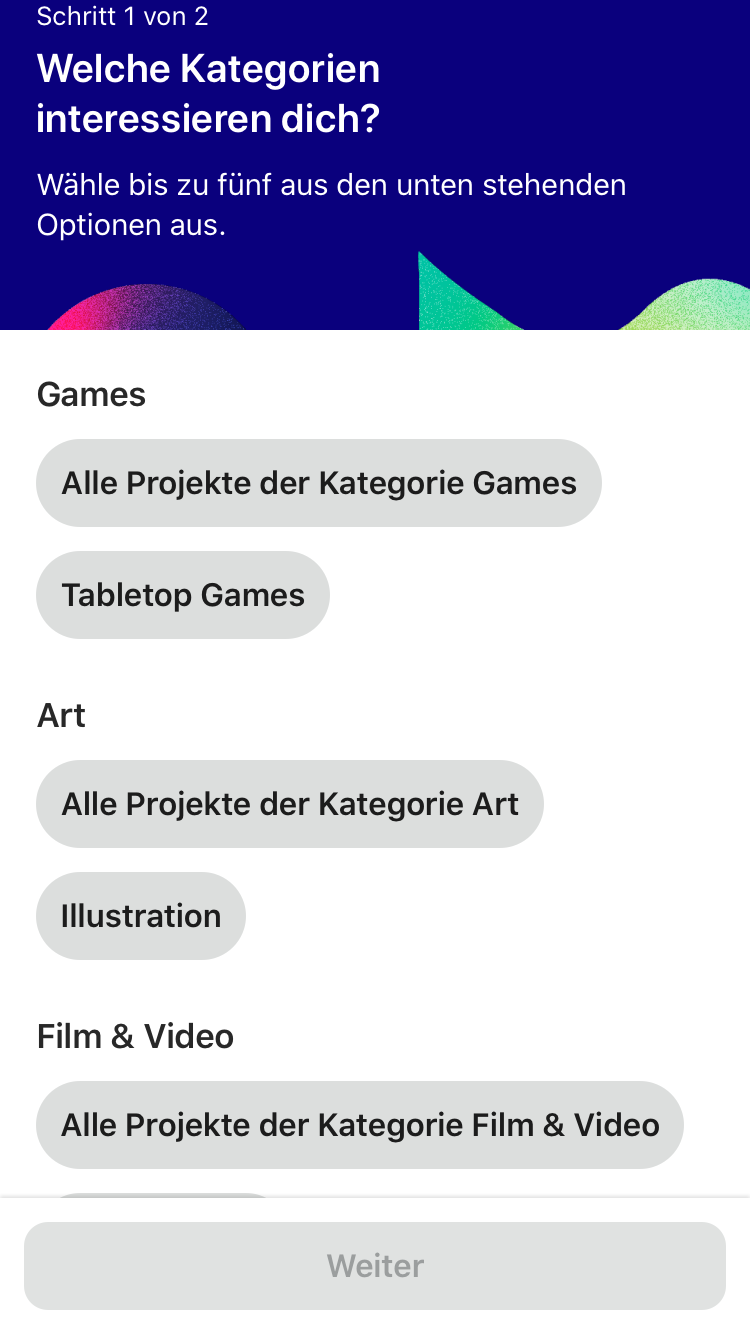 Schritt 1 von 2
Welche Kategorien
interessieren dich?
Wähle bis zu fünf aus den unten stehenden
Optionen aus.
Games
Alle Projekte der Kategorie Games
Tabletop Games
Art
Alle Projekte der Kategorie Art
Illustration
Film & Video
Alle Projekte der Kategorie Film & Video
Weiter